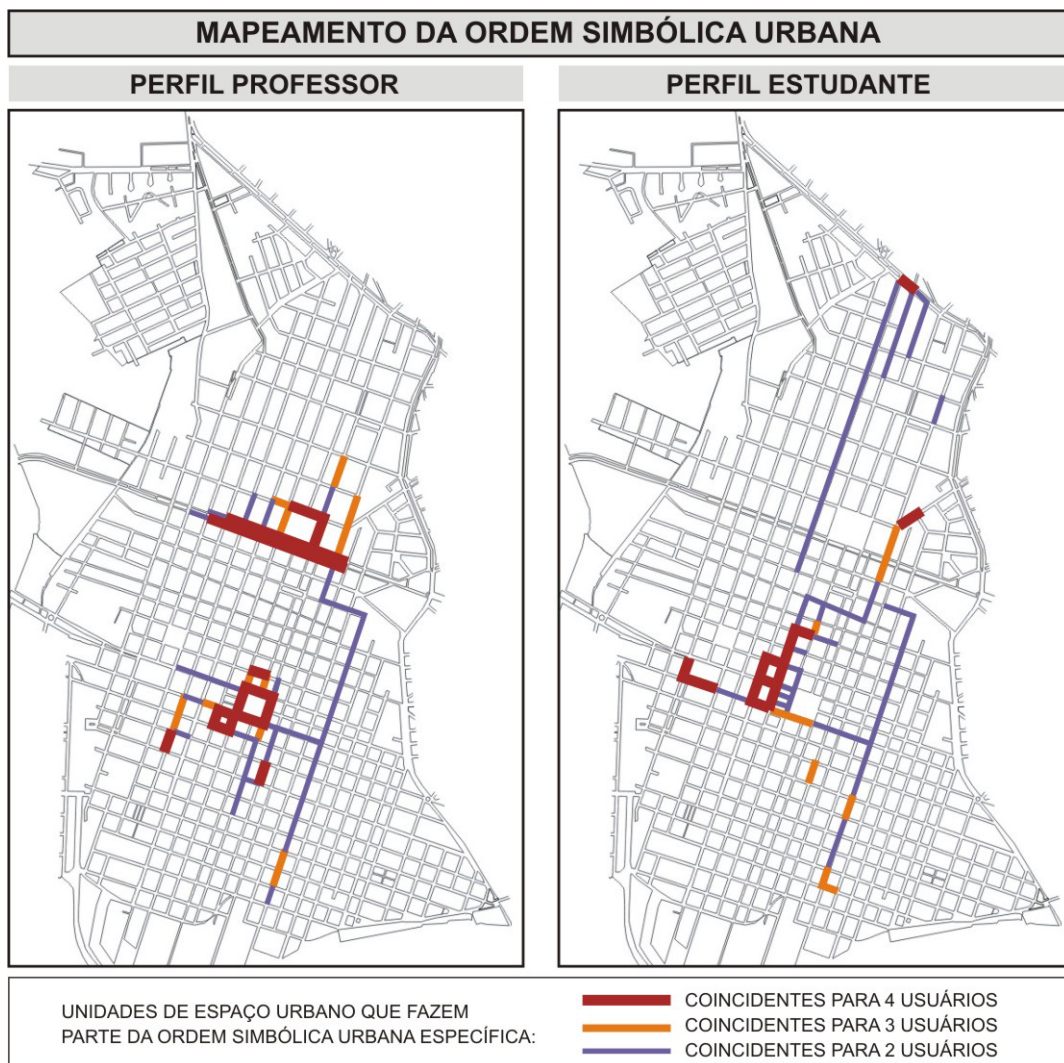 MAPEAMENTO DA ORDEM SIMBÓLICA URBANA
PERFIL PROFESSOR
PERFIL ESTUDANTE
UNIDADES DE ESPAÇO URBANO QUE FAZEM
PARTE DA ORDEM SIMBÓLICA URBANA ESPECÍFICA:
COINCIDENTES PARA 4 USUÁRIOS
COINCIDENTES PARA 3 USUÁRIOS
COINCIDENTES PARA 2 USUÁRIOS